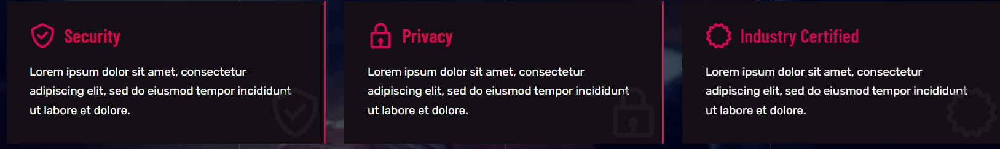 Security
Lorem ipsum dolor sit amet, consectetur
adipiscing elit, sed do eiusmod tempor incididunt
ut labore et dolore.
Privacy
Lorem ipsum dolor sit amet, consectetur
adipiscing elit, sed do eiusmod tempor incididunt
ut labore et dolore.
Industry Certified
Lorem ipsum dolor sit amet, consectetur
adipiscing elit, sed do eiusmod tempor incididunt
ut labore et dolore.